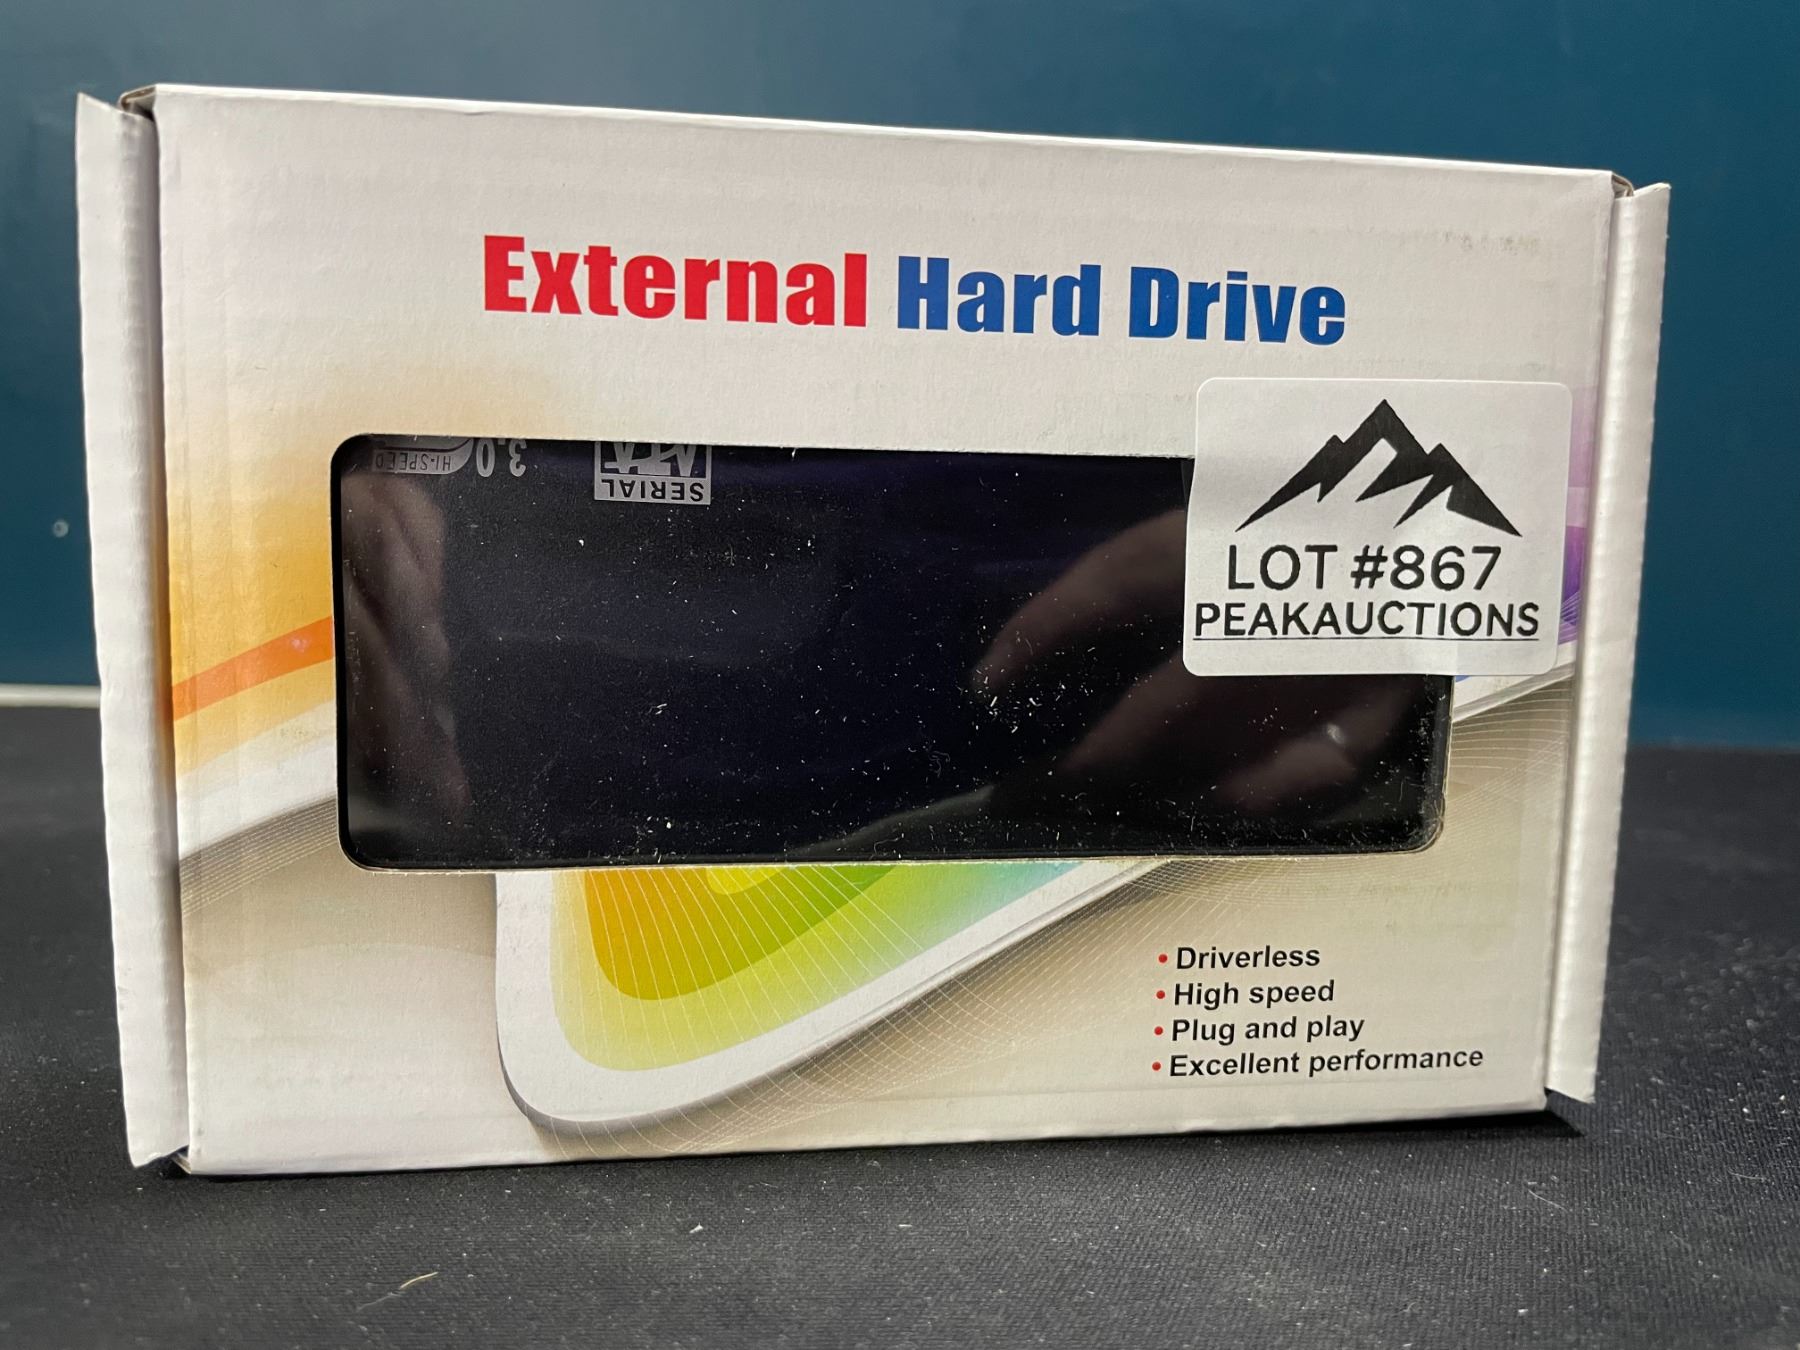 External Hard Drive
HI-SPEED 3.0
SERIAL
ATA
LOT #867
PEAKAUCTIONS
• Driverless
• High speed
• Plug and play
• Excellent performance